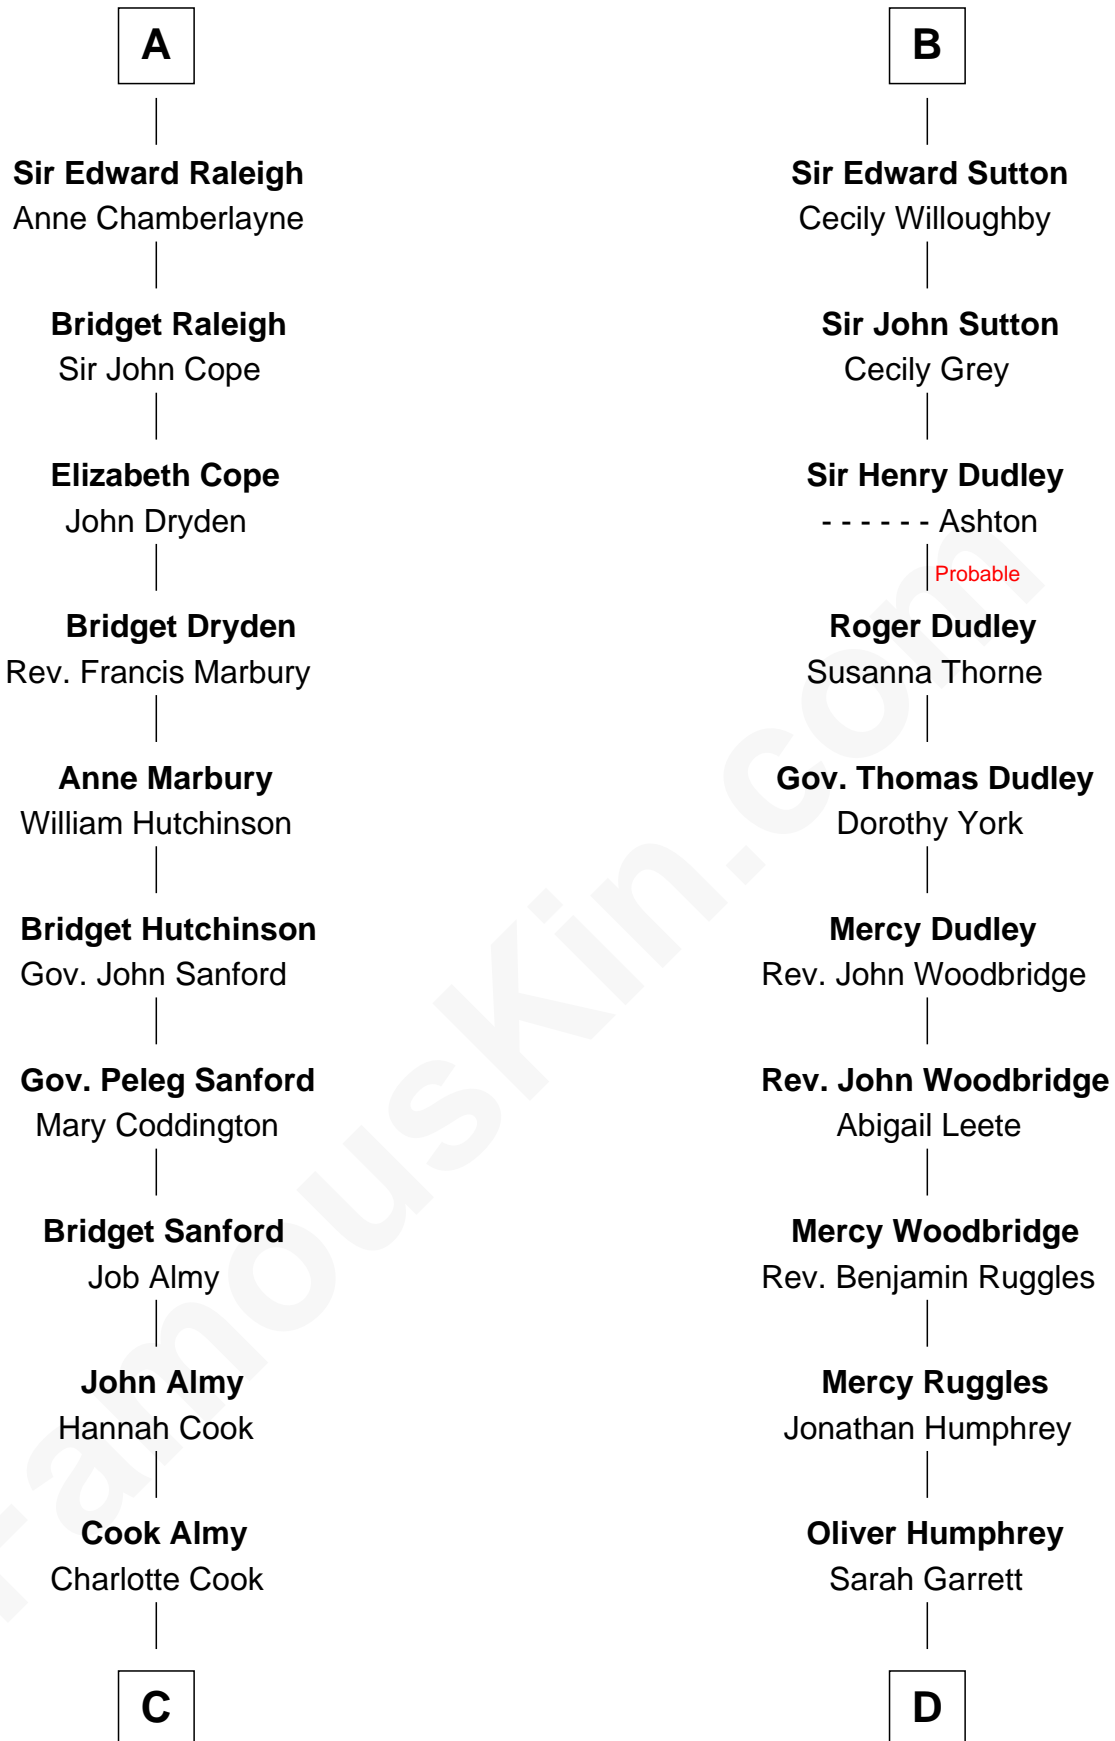 A
Sir Edward Raleigh
Anne Chamberlayne
Bridget Raleigh
Sir John Cope
Elizabeth Cope
John Dryden
Bridget Dryden
Rev. Francis Marbury
Anne Marbury
William Hutchinson
Bridget Hutchinson
Gov. John Sanford
Gov. Peleg Sanford
Mary Coddington
Bridget Sanford
Job Almy
John Almy
Hannah Cook
Cook Almy
Charlotte Cook
C
B
Sir Edward Sutton
Cecily Willoughby
Sir John Sutton
Cecily Grey
Sir Henry Dudley
- - - - - - Ashton
Probable
Roger Dudley
Susanna Thorne
Gov. Thomas Dudley
Dorothy York
Mercy Dudley
Rev. John Woodbridge
Rev. John Woodbridge
Abigail Leete
Mercy Woodbridge
Rev. Benjamin Ruggles
Mercy Ruggles
Jonathan Humphrey
Oliver Humphrey
Sarah Garrett
D
FamousKin.com